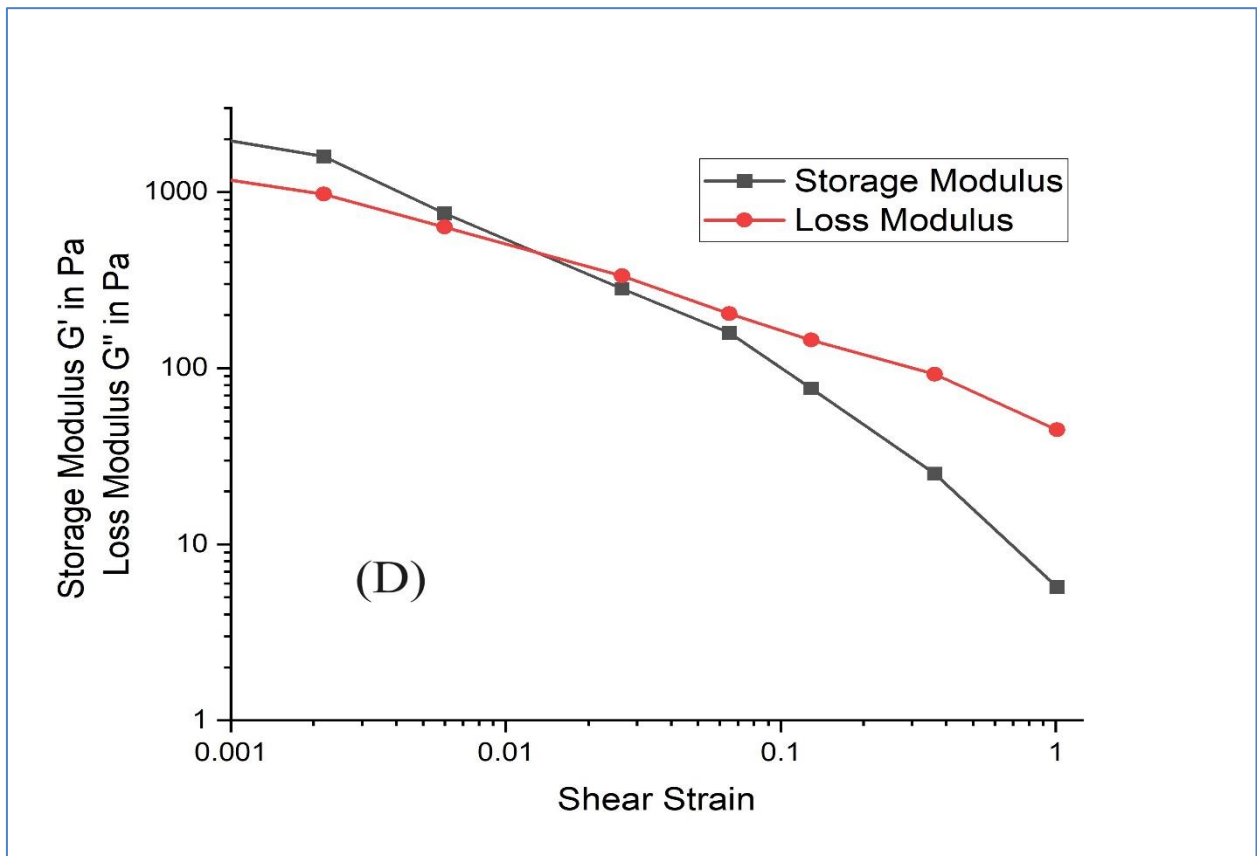 Storage Modulus G' in Pa
Loss Modulus G" in Pa
1000
100
10
1
Storage Modulus
Loss Modulus
(D)
0.001
0.01
0.1
1
Shear Strain